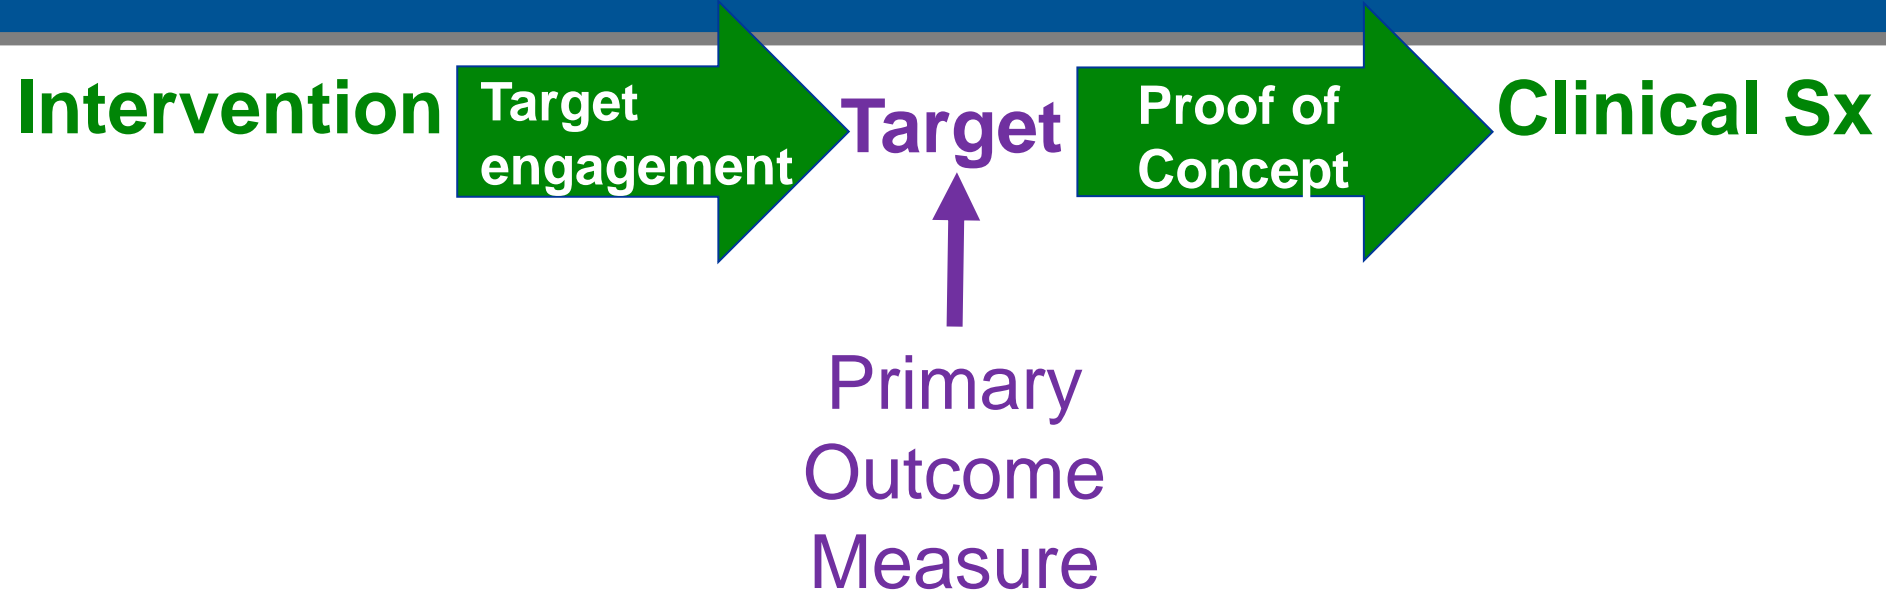 Intervention
Target
engagement
Target
Proof of
Concept
Clinical Sx
Primary
Outcome
Measure